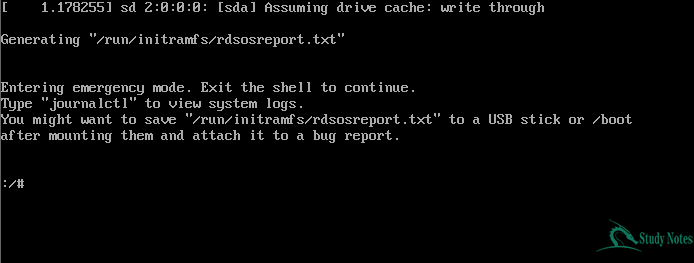 [    1.178255] sd 2:0:0:0: [sda] Assuming drive cache: write through
Generating "/run/initramfs/rdsosreport.txt"
Entering emergency mode. Exit the shell to continue.
Type "journalctl" to view system logs.
You might want to save "/run/initramfs/rdsosreport.txt" to a USB stick or /boot
after mounting them and attach it to a bug report.
:/#
Study Notes